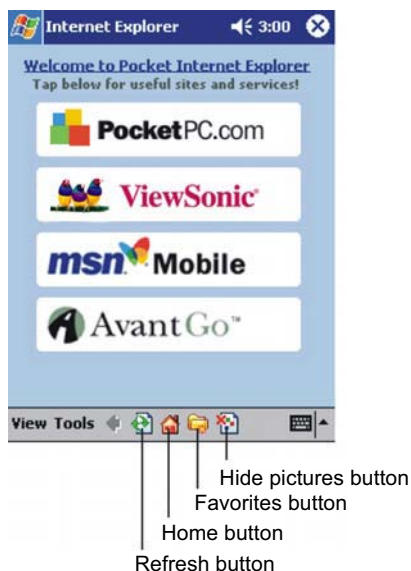 Internet Explorer 3:00
Welcome to Pocket Internet Explorer
Tap below for useful sites and services!
PocketPC.com
ViewSonic®
msn Mobile
AvantGo™
View Tools
Hide pictures button
Favorites button
Home button
Refresh button